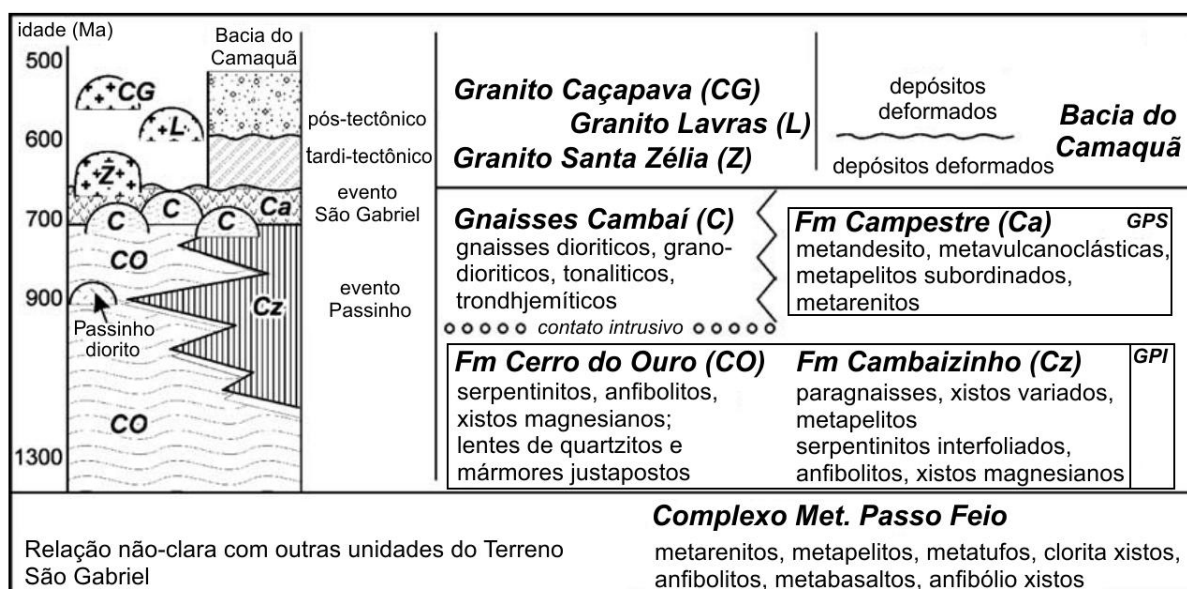 idade (Ma)
500
600
700
900
1300
Bacia do
Camaquã
CG
L
Z
C
C
C
Ca
CO
Cz
Passinho
diorito
CO
pós-tectônico
tardi-tectônico
evento
São Gabriel
evento
Passinho
Granito Caçapava (CG)
Granito Lavras (L)
Granito Santa Zélia (Z)
depósitos
deformados
depósitos deformados
Bacia do
Camaquã
Gnaisses Cambaí (C)
gnaisses dioriticos, grano-
dioriticos, tonaliticos,
trondhjemíticos
Fm Campestre (Ca) GPS
metandesito, metavulcanoclásticas,
metapelitos subordinados,
metarenitos
contato intrusivo
Fm Cerro do Ouro (CO)
serpentinitos, anfibolitos,
xistos magnesianos;
lentes de quartzitos e
mármores justapostos
Fm Cambaizinho (Cz) GPI
paragnaisses, xistos variados,
metapelitos
serpentinitos interfoliados,
anfibolitos, xistos magnesianos
Relação não-clara com outras unidades do Terreno
São Gabriel
Complexo Met. Passo Feio
metarenitos, metapelitos, metatufos, clorita xistos,
anfibolitos, metabasaltos, anfibólio xistos